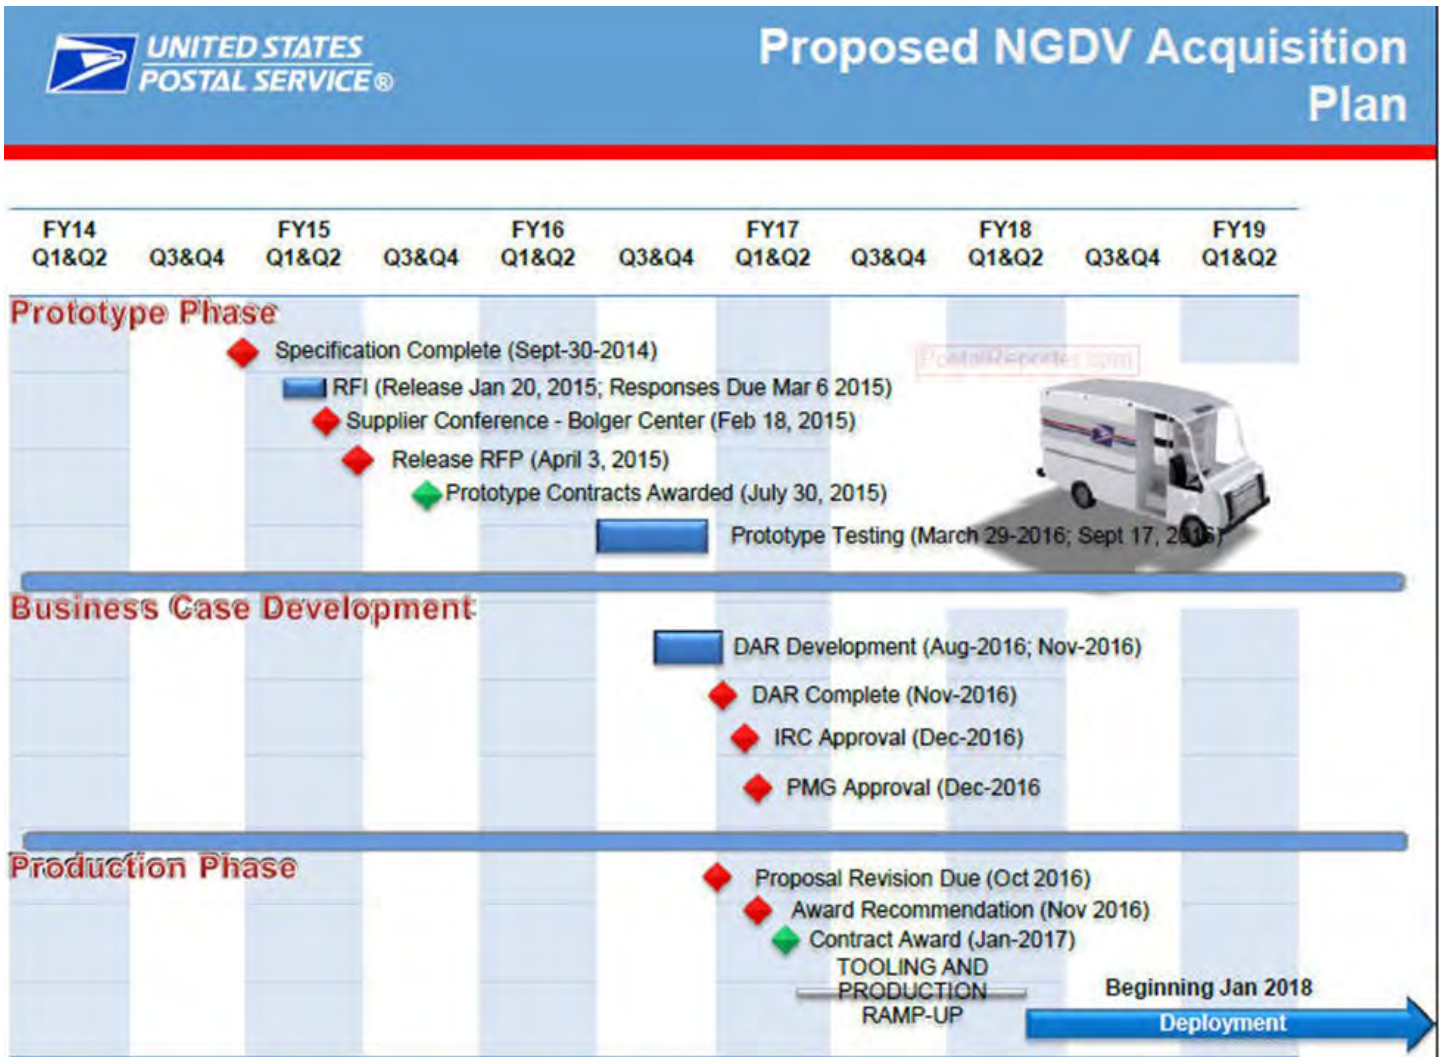 UNITED STATES
POSTAL SERVICE®
Proposed NGDV Acquisition
Plan
FY14 FY15 FY16 FY17 FY18 FY19
Q1&Q2 Q3&Q4 Q1&Q2 Q3&Q4 Q1&Q2 Q3&Q4 Q1&Q2 Q3&Q4 Q1&Q2 Q3&Q4 Q1&Q2
Prototype Phase
Specification Complete (Sept-30-2014)
PostalReporter.com
RFI (Release Jan 20, 2015; Responses Due Mar 6 2015)
Supplier Conference - Bolger Center (Feb 18, 2015)
Release RFP (April 3, 2015)
Prototype Contracts Awarded (July 30, 2015)
Prototype Testing (March 29-2016; Sept 17, 2016)
Business Case Development
DAR Development (Aug-2016; Nov-2016)
DAR Complete (Nov-2016)
IRC Approval (Dec-2016)
PMG Approval (Dec-2016
Production Phase
Proposal Revision Due (Oct 2016)
Award Recommendation (Nov 2016)
Contract Award (Jan-2017)
TOOLING AND
PRODUCTION
RAMP-UP
Beginning Jan 2018
Deployment